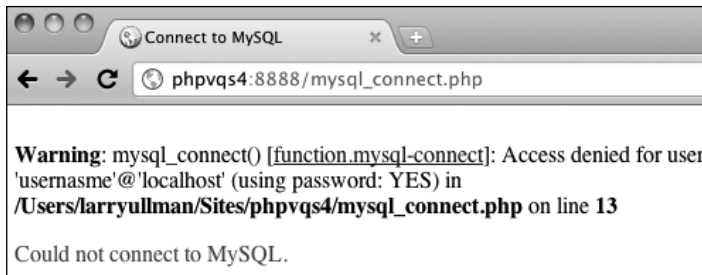 Connect to MySQL
phpvqs4:8888/mysql_connect.php
Warning: mysql_connect() [function.mysql-connect]: Access denied for user
'usernasme'@'localhost' (using password: YES) in
/Users/larryullman/Sites/phpvqs4/mysql_connect.php on line 13
Could not connect to MySQL.